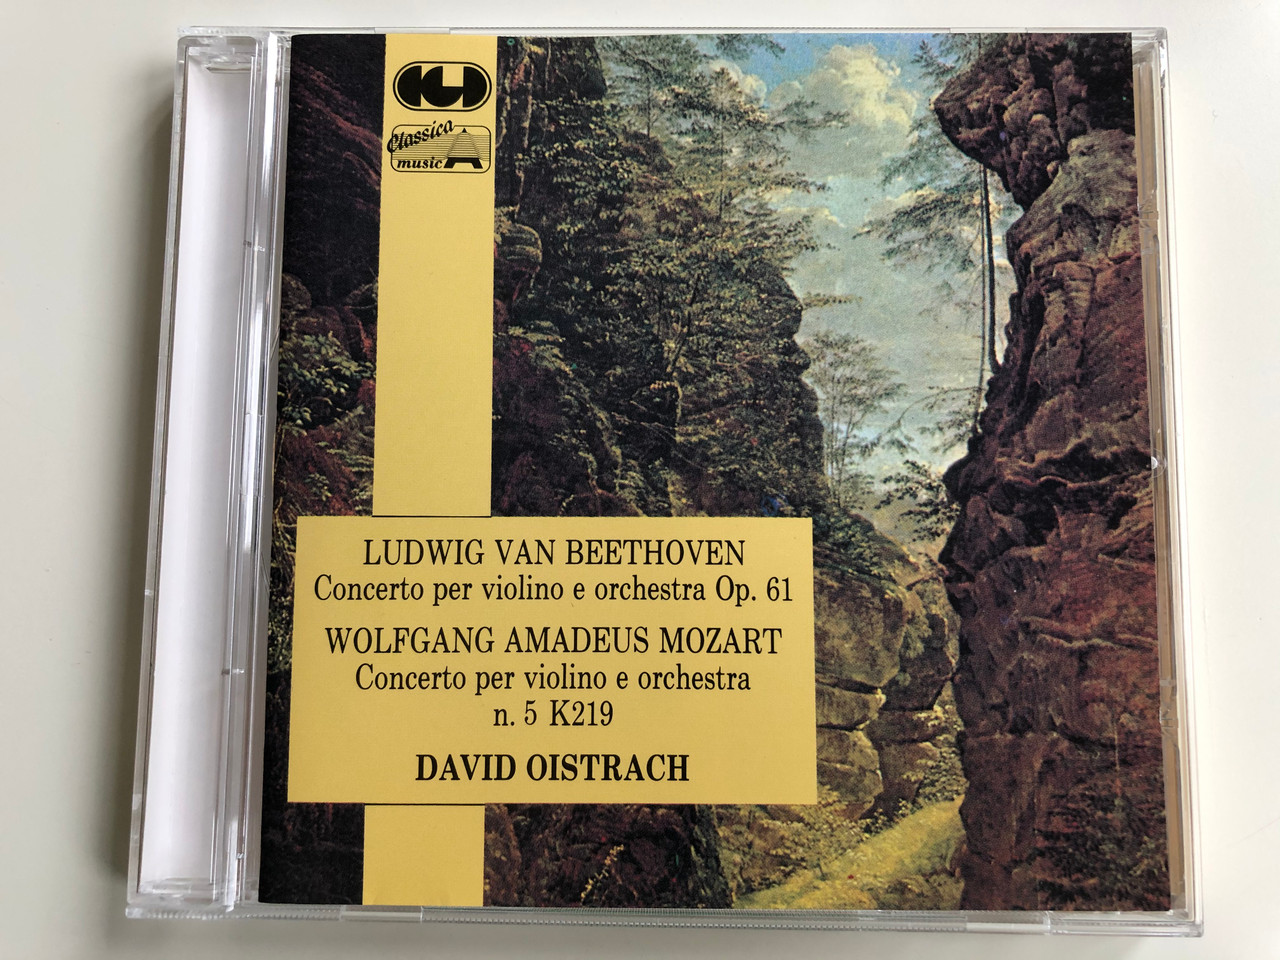 CGD
Classica
music A
LUDWIG VAN BEETHOVEN
Concerto per violino e orchestra Op. 61
WOLFGANG AMADEUS MOZART
Concerto per violino e orchestra
n. 5 K219
DAVID OISTRACH